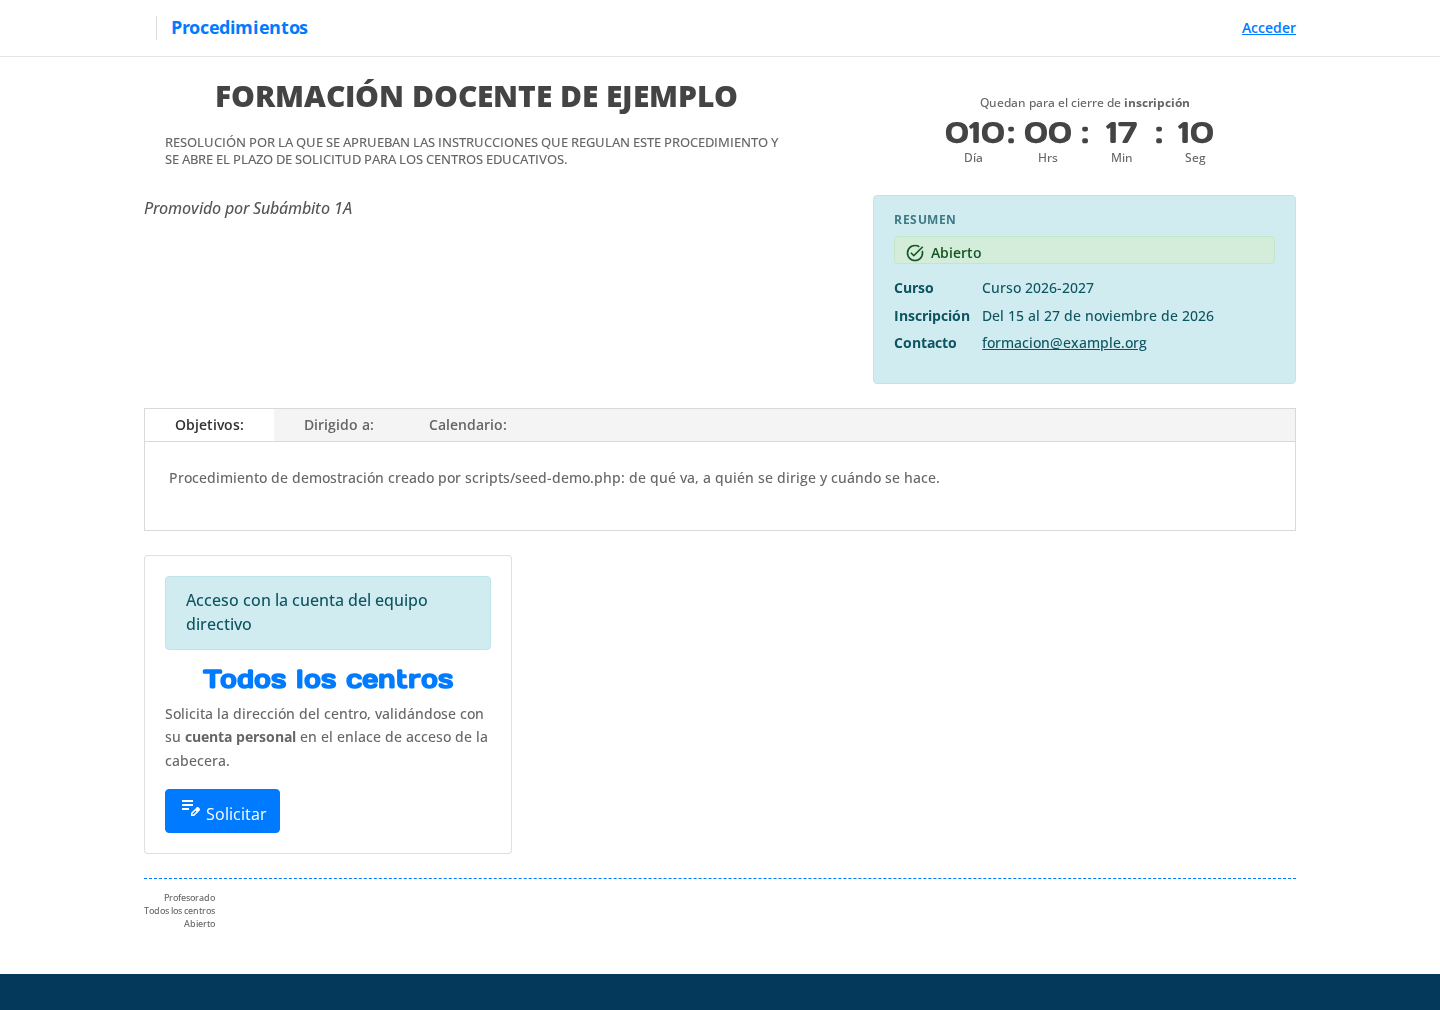 Procedimientos
Acceder
FORMACIÓN DOCENTE DE EJEMPLO
RESOLUCIÓN POR LA QUE SE APRUEBAN LAS INSTRUCCIONES QUE REGULAN ESTE PROCEDIMIENTO Y
SE ABRE EL PLAZO DE SOLICITUD PARA LOS CENTROS EDUCATIVOS.
Quedan para el cierre de inscripción
010 : 00 : 17 : 10
Día Hrs Min Seg
Promovido por Subámbito 1A
RESUMEN
Abierto
Curso Curso 2026-2027
Inscripción Del 15 al 27 de noviembre de 2026
Contacto formacion@example.org
Objetivos: Dirigido a: Calendario:
Procedimiento de demostración creado por scripts/seed-demo.php: de qué va, a quién se dirige y cuándo se hace.
Acceso con la cuenta del equipo
directivo
Todos los centros
Solicita la dirección del centro, validándose con
su cuenta personal en el enlace de acceso de la
cabecera.
Solicitar
Profesorado
Todos los centros
Abierto